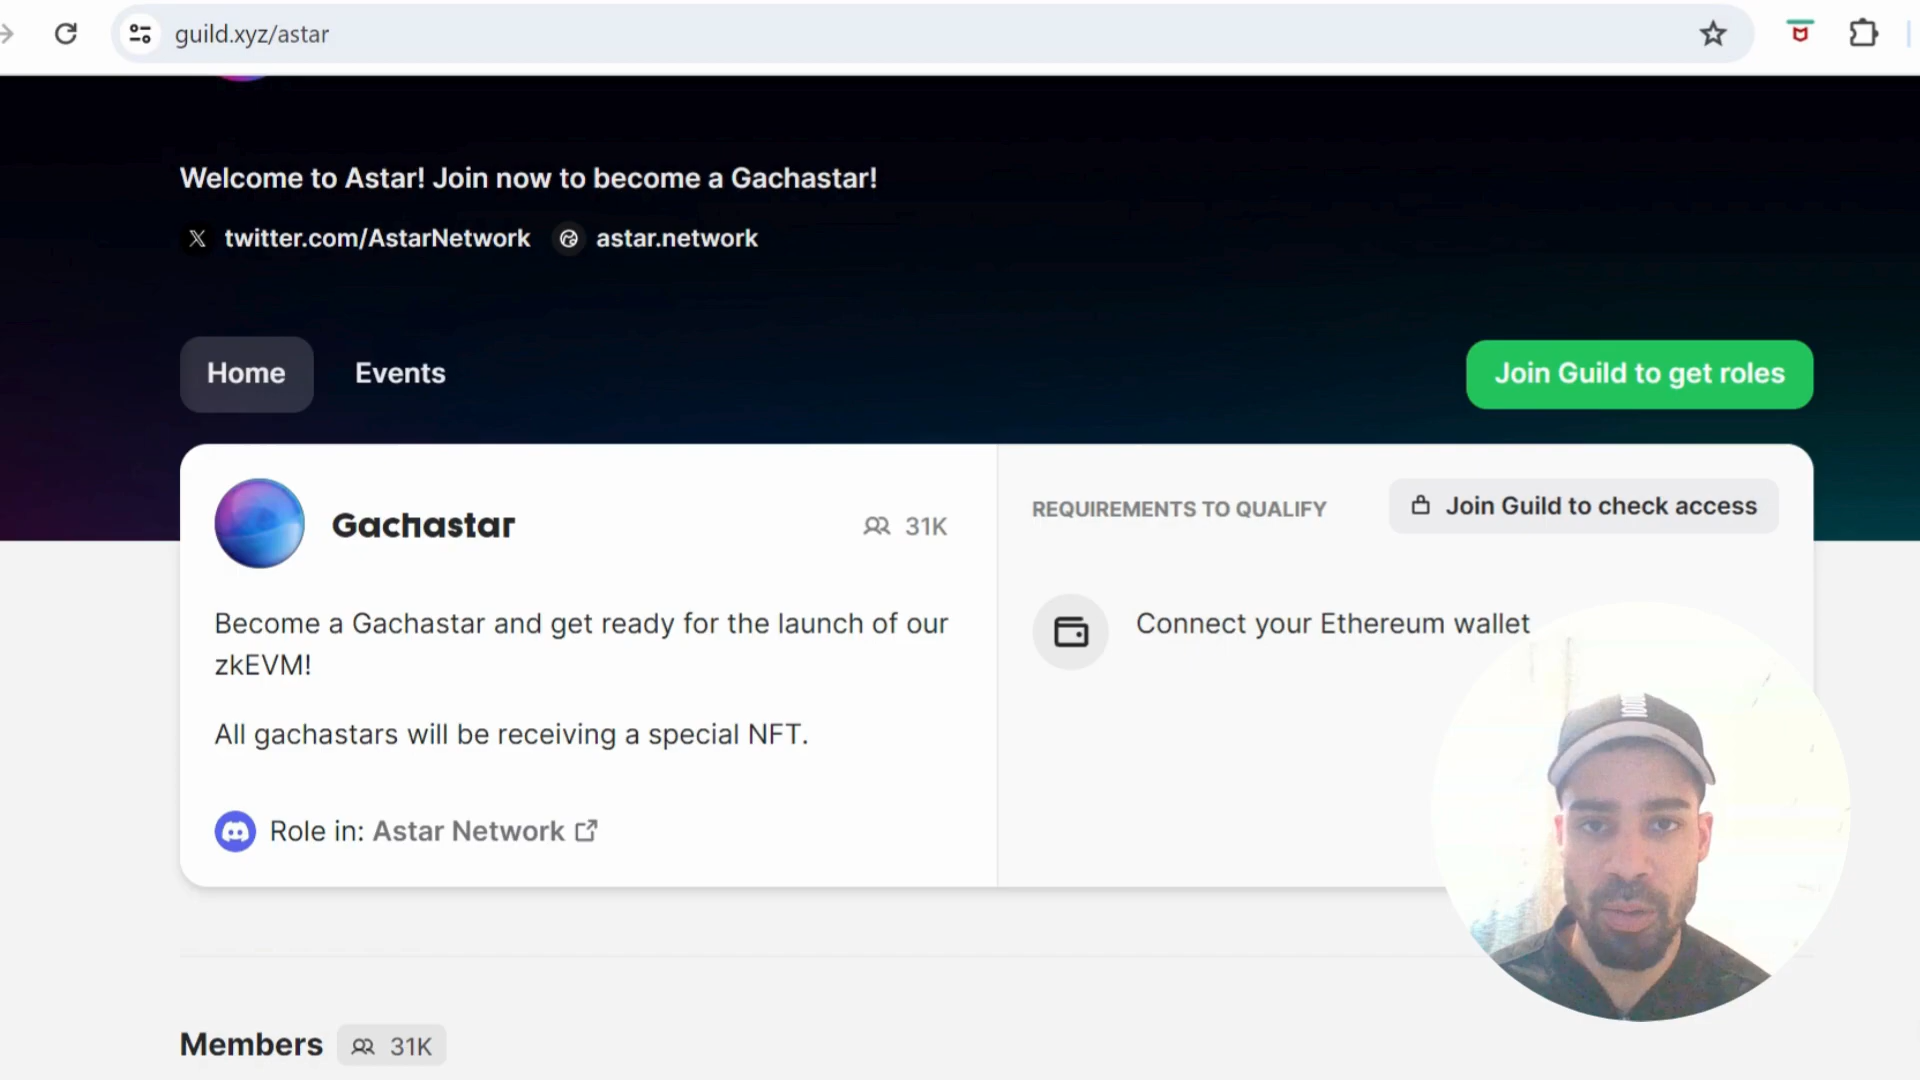 guild.xyz/astar
Welcome to Astar! Join now to become a Gachastar!
twitter.com/AstarNetwork astar.network
Home Events Join Guild to get roles
Gachastar 31K
Become a Gachastar and get ready for the launch of our
zkEVM!
All gachastars will be receiving a special NFT.
Role in: Astar Network
REQUIREMENTS TO QUALIFY Join Guild to check access
Connect your Ethereum wallet
Members 31K